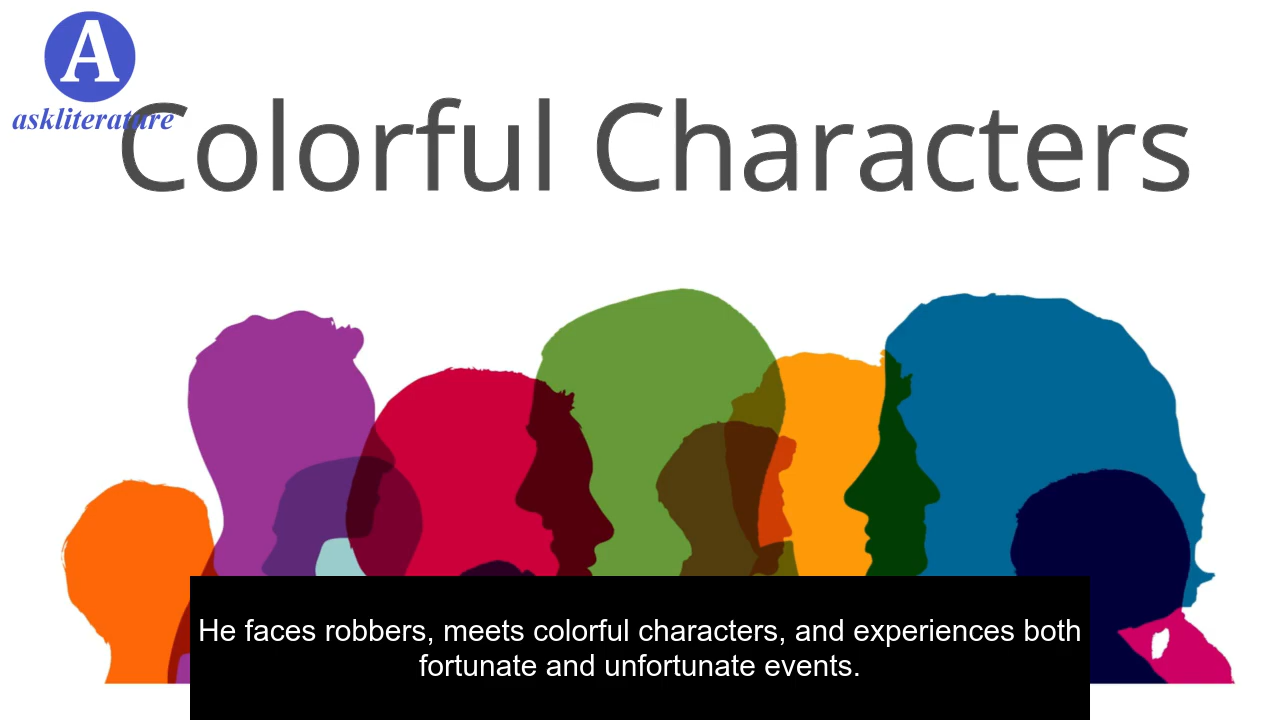 A
askliterature
Colorful Characters
He faces robbers, meets colorful characters, and experiences both
fortunate and unfortunate events.